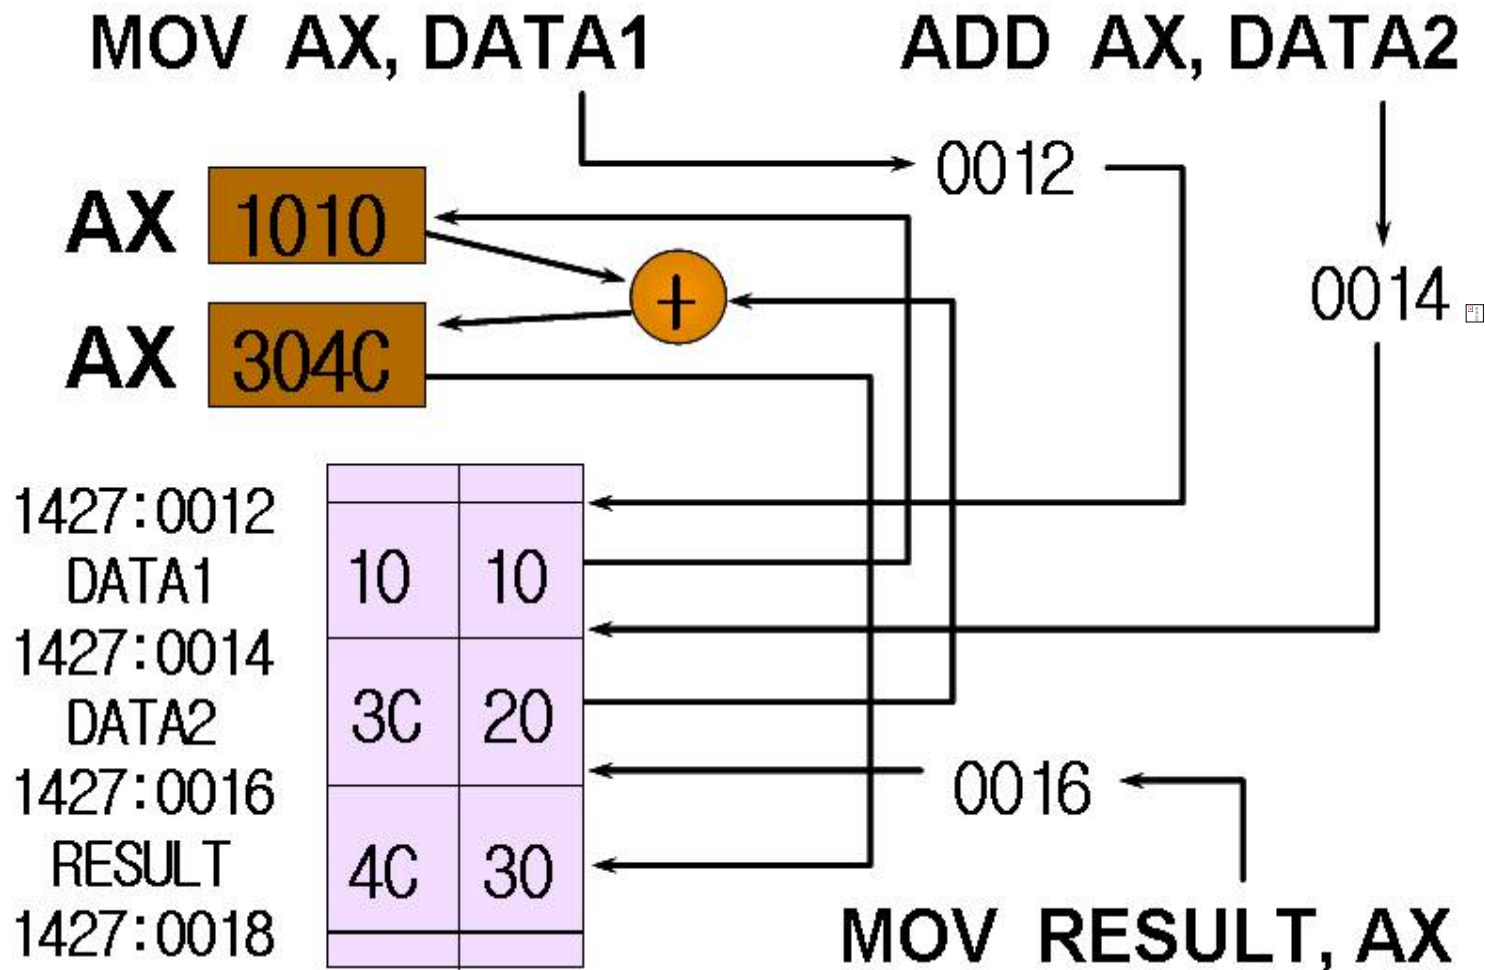 MOV AX, DATA1
ADD AX, DATA2
0012
AX 1010
+
0014
AX 304C
1427:0012
DATA1 10 10
1427:0014
DATA2 3C 20
1427:0016
0016
RESULT 4C 30
1427:0018
MOV RESULT, AX